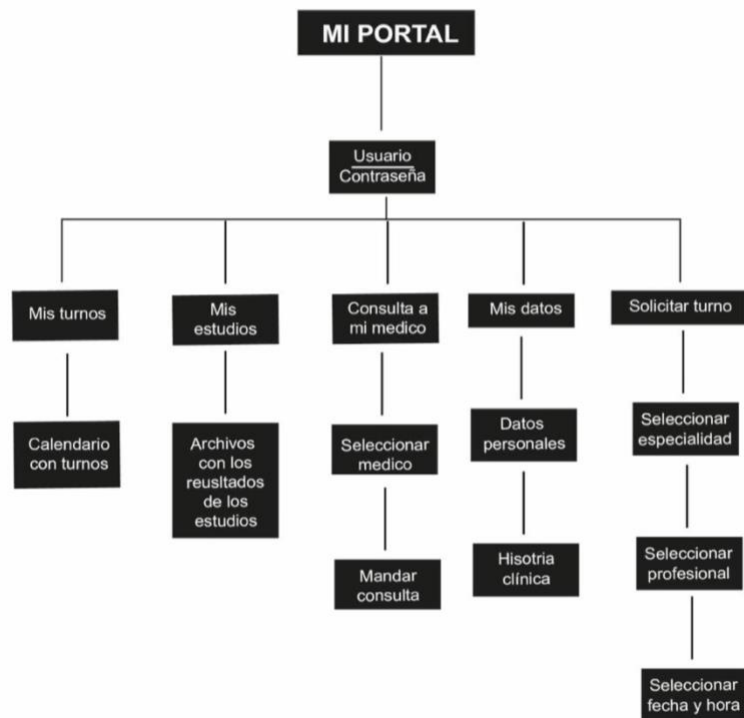 MI PORTAL
Usuario
Contraseña
Mis turnos
Mis
estudios
Consulta a
mi medico
Mis datos
Solicitar turno
Calendario
con turnos
Archivos
con los
reusltados
de los
estudios
Seleccionar
medico
Datos
personales
Seleccionar
especialidad
Mandar
consulta
Hisotria
clínica
Seleccionar
profesional
Seleccionar
fecha y hora